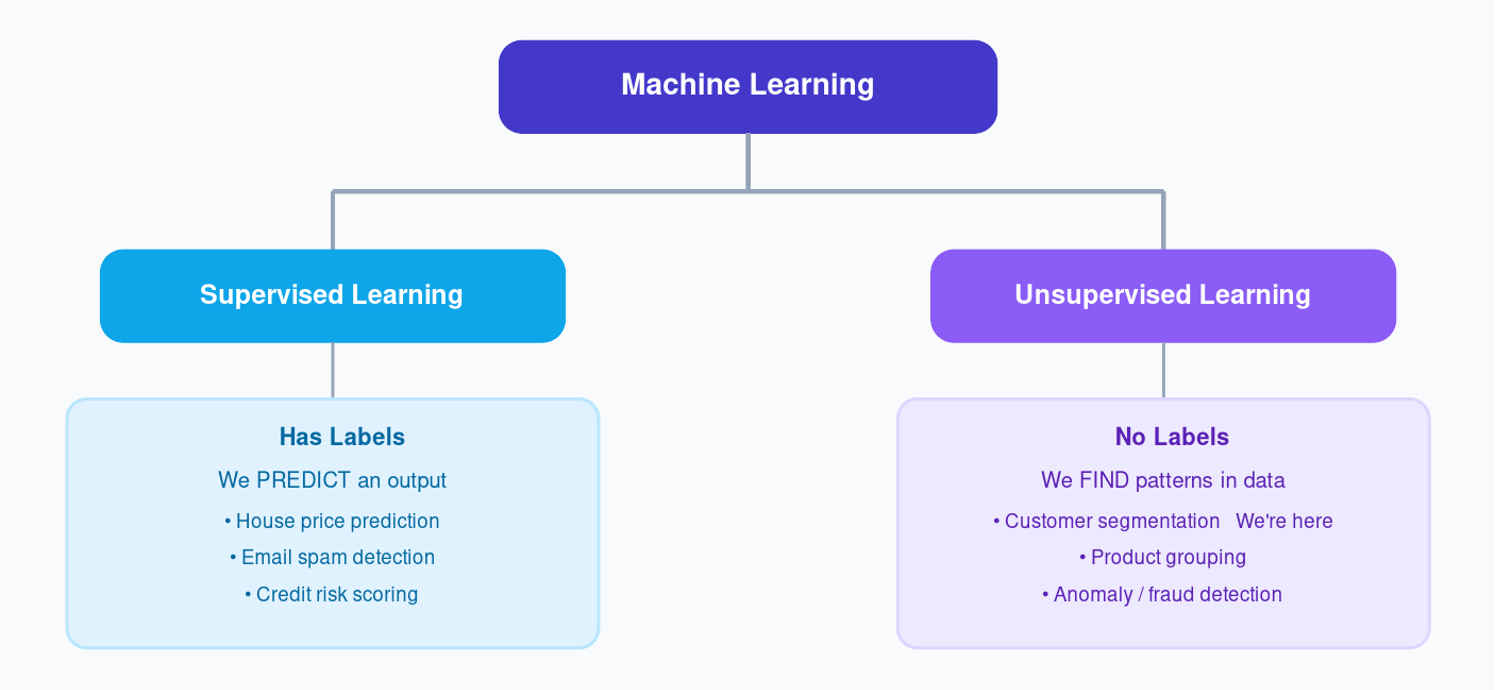 Machine Learning
Supervised Learning
Unsupervised Learning
Has Labels
We PREDICT an output
• House price prediction
• Email spam detection
• Credit risk scoring
No Labels
We FIND patterns in data
• Customer segmentation We're here
• Product grouping
• Anomaly / fraud detection